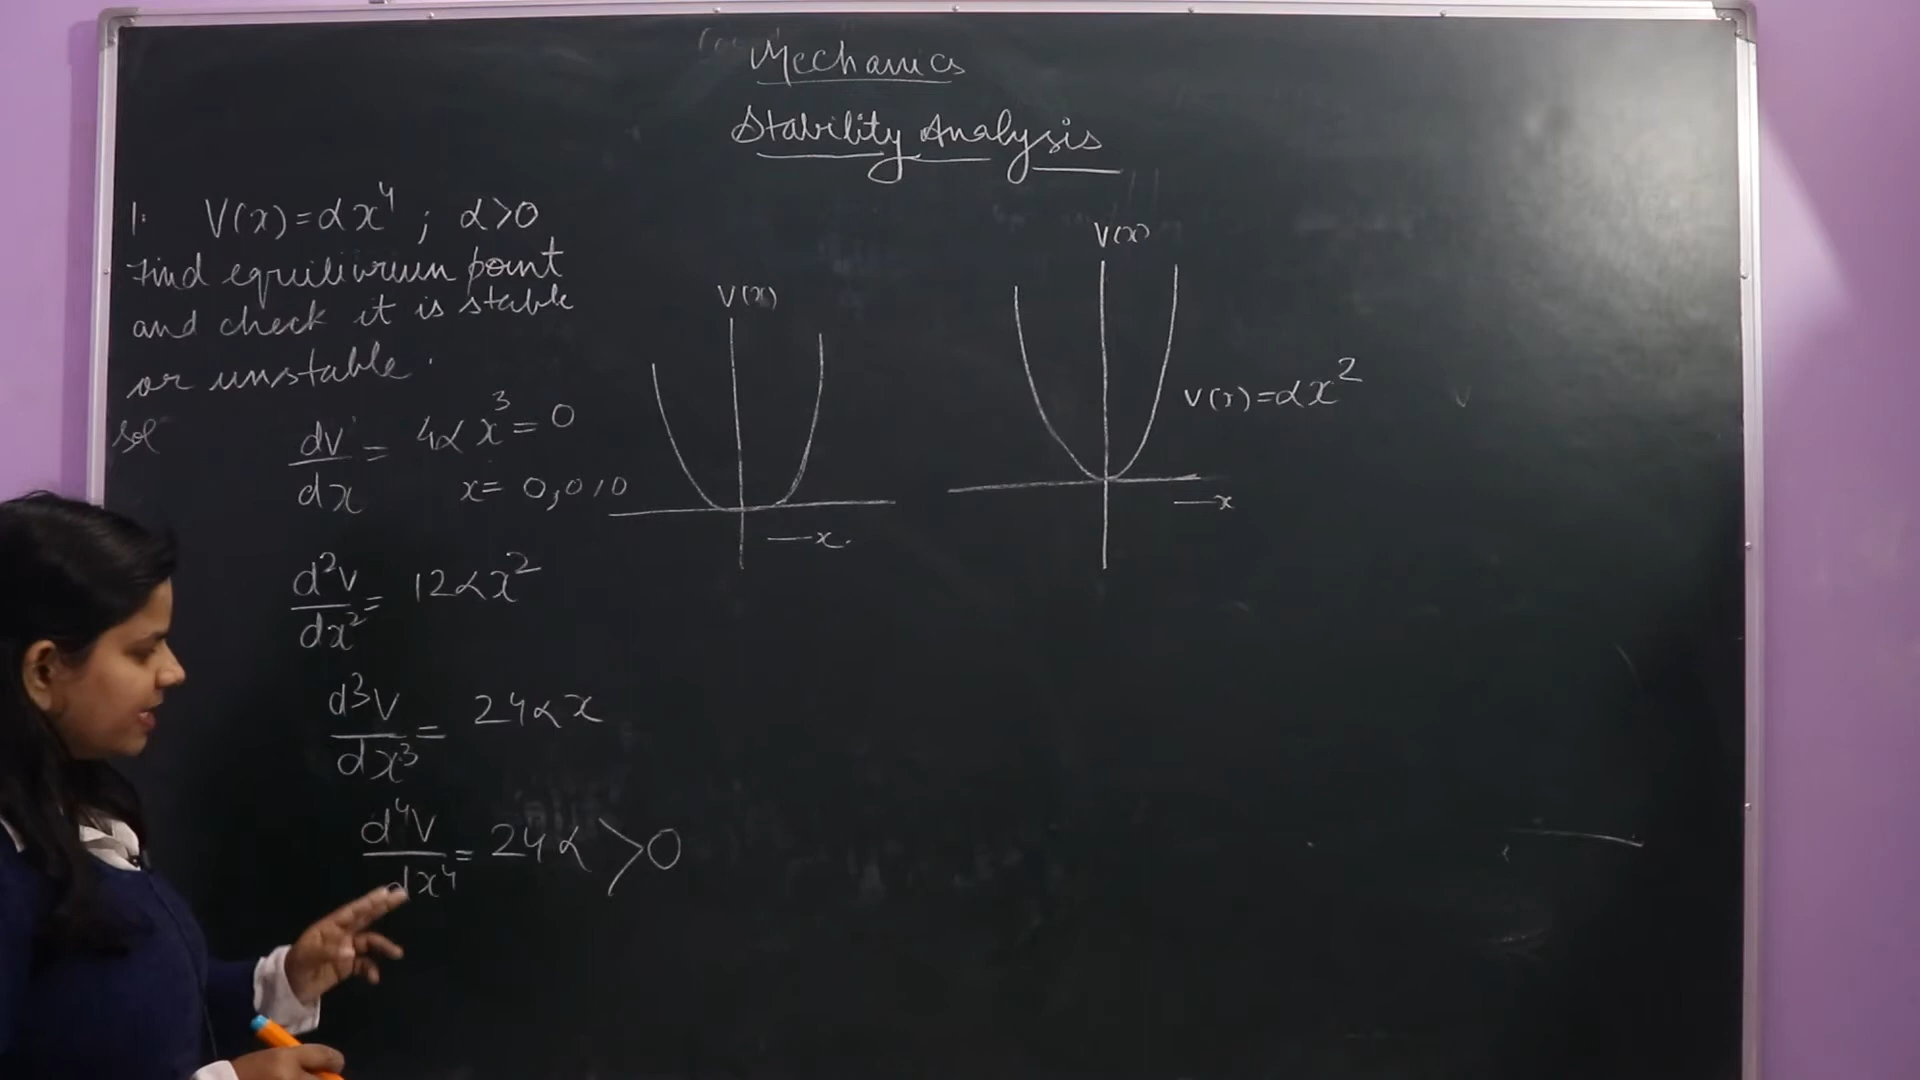 Mechanics
Stability Analysis
1. V(x)=αx⁴ ; α>0
Find equilibrium point
and check it is stable
or unstable.
sol
dv/dx = 4αx³=0
x= 0,0,0
d²v/dx² = 12αx²
d³v/dx³ = 24αx
d⁴v/dx⁴ = 24α >0
V(x)
—x.
V(x)
V(x)=αx²
—x